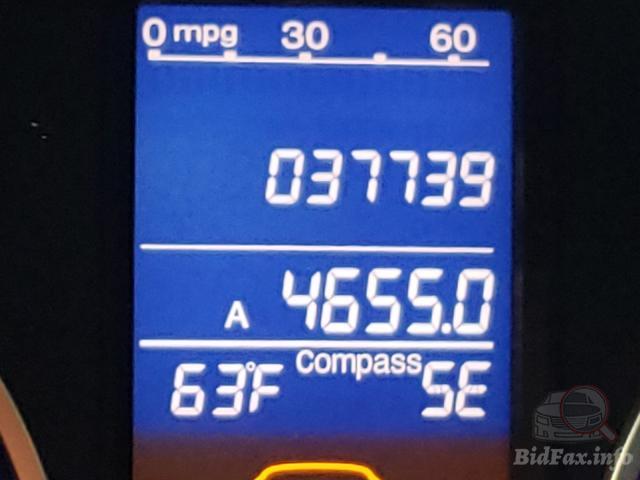 0 mpg 30 60
037739
A 4655.0
63°F Compass SE
BidFax.info